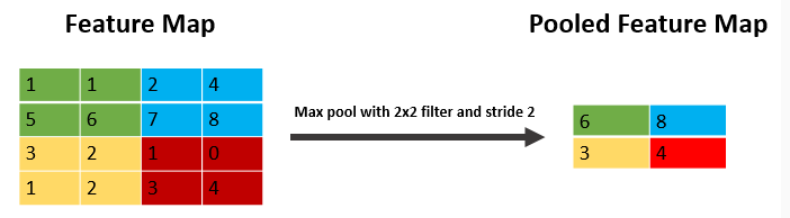 Feature Map
Pooled Feature Map
1 1 2 4
5 6 7 8
3 2 1 0
1 2 3 4
Max pool with 2x2 filter and stride 2
6 8
3 4